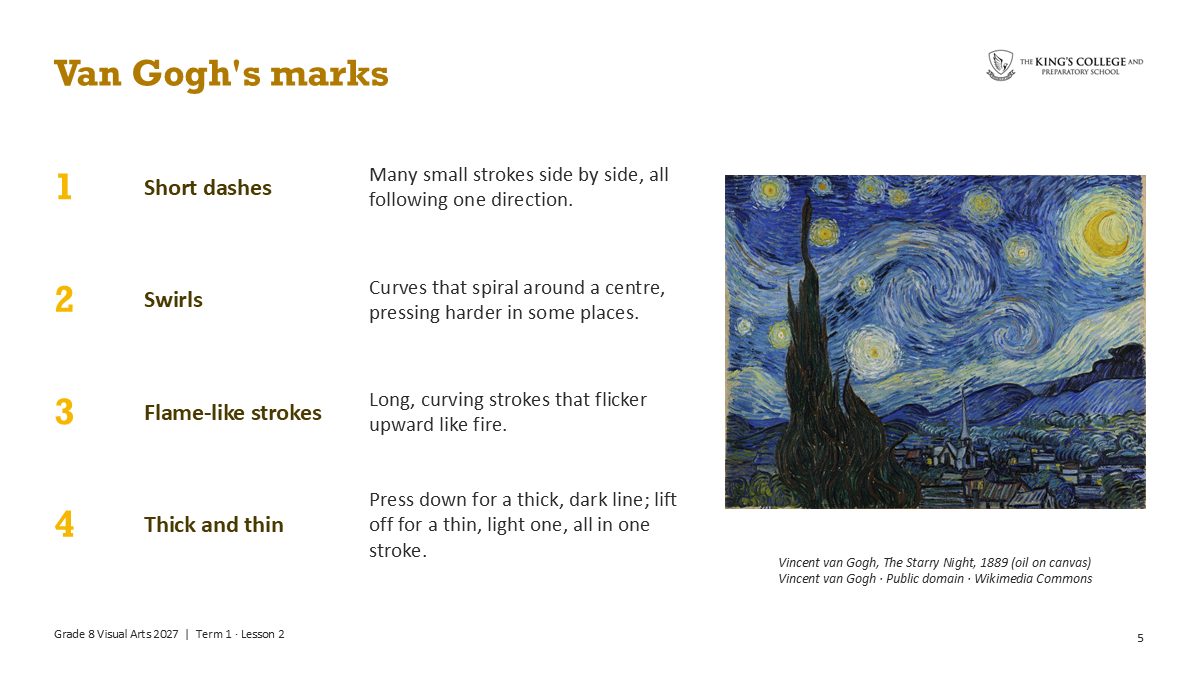 Van Gogh's marks
THE KING'S COLLEGE AND
PREPARATORY SCHOOL
1
Short dashes
Many small strokes side by side, all
following one direction.
2
Swirls
Curves that spiral around a centre,
pressing harder in some places.
3
Flame-like strokes
Long, curving strokes that flicker
upward like fire.
4
Thick and thin
Press down for a thick, dark line; lift
off for a thin, light one, all in one
stroke.
Vincent van Gogh, The Starry Night, 1889 (oil on canvas)
Vincent van Gogh · Public domain · Wikimedia Commons
Grade 8 Visual Arts 2027 | Term 1 · Lesson 2
5